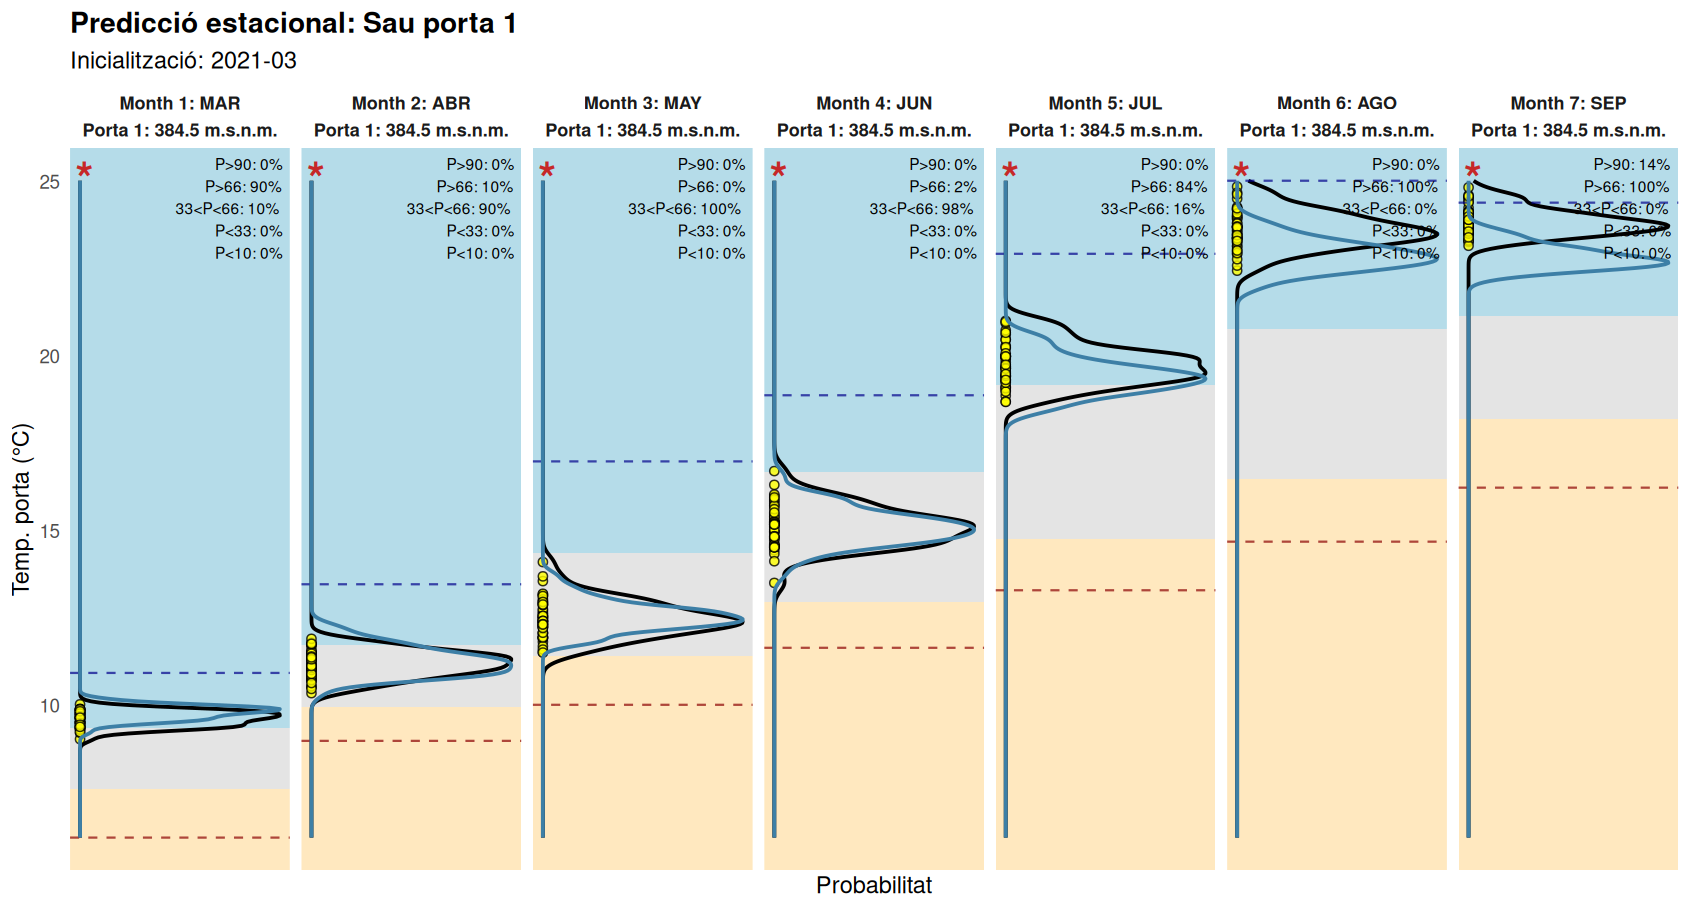 Predicció estacional: Sau porta 1
Inicialització: 2021-03
Month 1: MAR
Porta 1: 384.5 m.s.n.m.
Month 2: ABR
Porta 1: 384.5 m.s.n.m.
Month 3: MAY
Porta 1: 384.5 m.s.n.m.
Month 4: JUN
Porta 1: 384.5 m.s.n.m.
Month 5: JUL
Porta 1: 384.5 m.s.n.m.
Month 6: AGO
Porta 1: 384.5 m.s.n.m.
Month 7: SEP
Porta 1: 384.5 m.s.n.m.
P>90: 0%
P>66: 90%
33<P<66: 10%
P<33: 0%
P<10: 0%
P>90: 0%
P>66: 10%
33<P<66: 90%
P<33: 0%
P<10: 0%
P>90: 0%
P>66: 0%
33<P<66: 100%
P<33: 0%
P<10: 0%
P>90: 0%
P>66: 2%
33<P<66: 98%
P<33: 0%
P<10: 0%
P>90: 0%
P>66: 84%
33<P<66: 16%
P<33: 0%
P<10: 0%
P>90: 0%
P>66: 100%
33<P<66: 0%
P<33: 0%
P<10: 0%
P>90: 14%
P>66: 100%
33<P<66: 0%
P<33: 0%
P<10: 0%
25
20
15
10
Temp. porta (°C)
Probabilitat